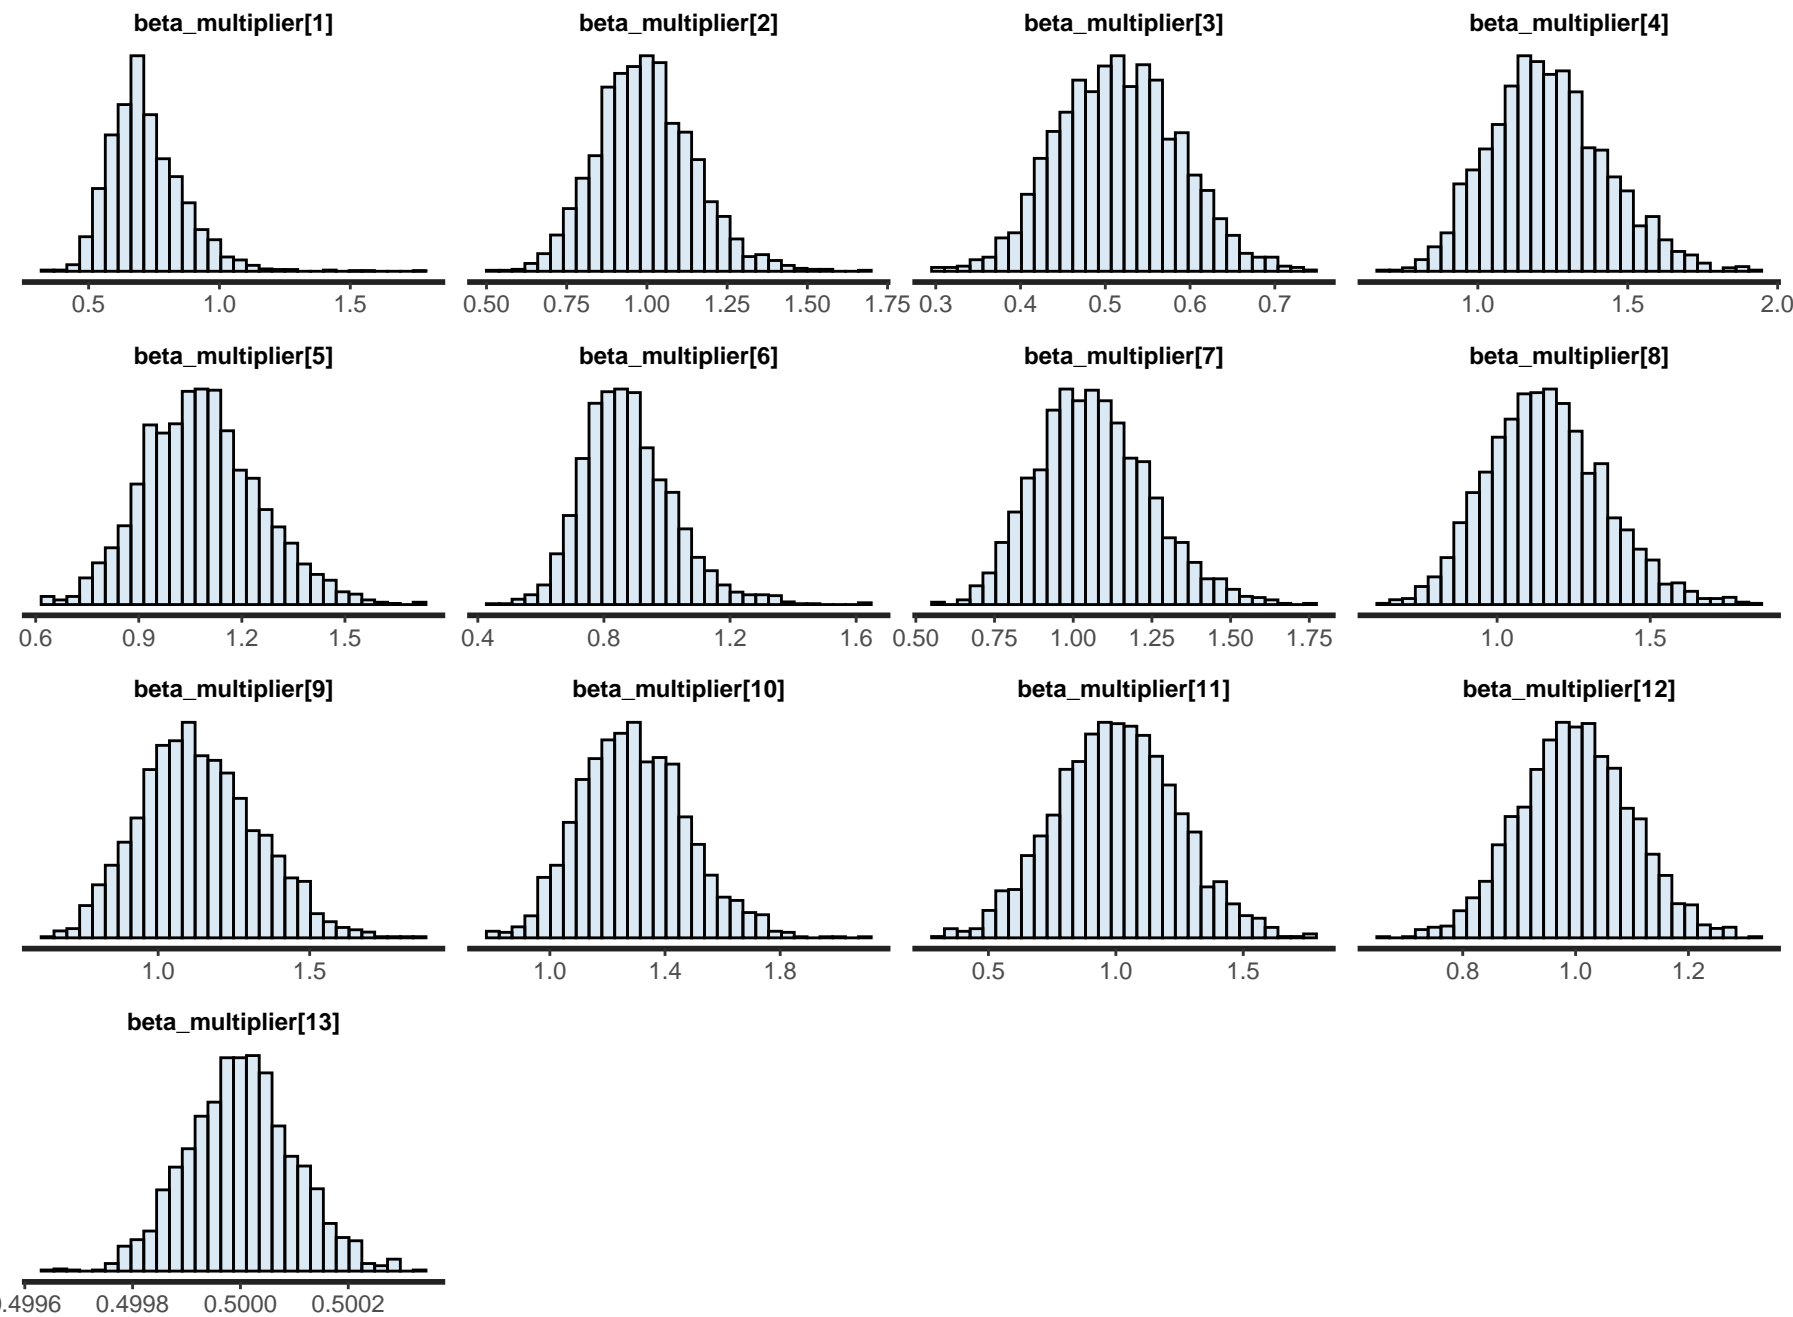 beta_multiplier[1] beta_multiplier[2] beta_multiplier[3] beta_multiplier[4]
0.5 1.0 1.5 0.50 0.75 1.00 1.25 1.50 1.75 0.3 0.4 0.5 0.6 0.7 1.0 1.5 2.0
beta_multiplier[5] beta_multiplier[6] beta_multiplier[7] beta_multiplier[8]
0.6 0.9 1.2 1.5 0.4 0.8 1.2 1.6 0.50 0.75 1.00 1.25 1.50 1.75 1.0 1.5
beta_multiplier[9] beta_multiplier[10] beta_multiplier[11] beta_multiplier[12]
1.0 1.5 1.0 1.4 1.8 0.5 1.0 1.5 0.8 1.0 1.2
beta_multiplier[13]
0.4996 0.4998 0.5000 0.5002